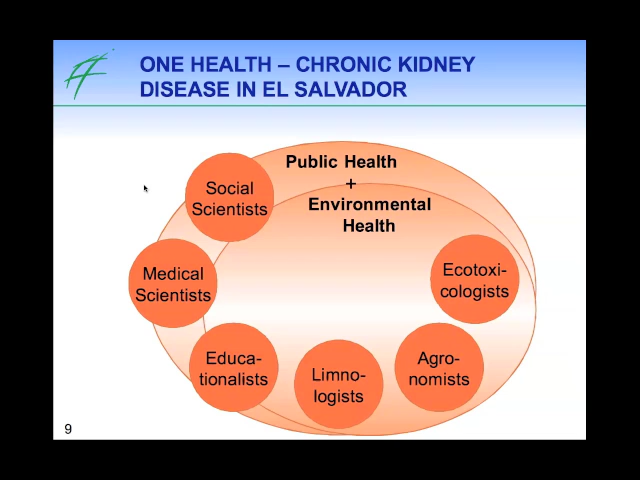 ONE HEALTH – CHRONIC KIDNEY
DISEASE IN EL SALVADOR
Public Health
+
Environmental
Health
Social
Scientists
Medical
Scientists
Educa-
tionalists
Limno-
logists
Agro-
nomists
Ecotoxi-
cologists
9